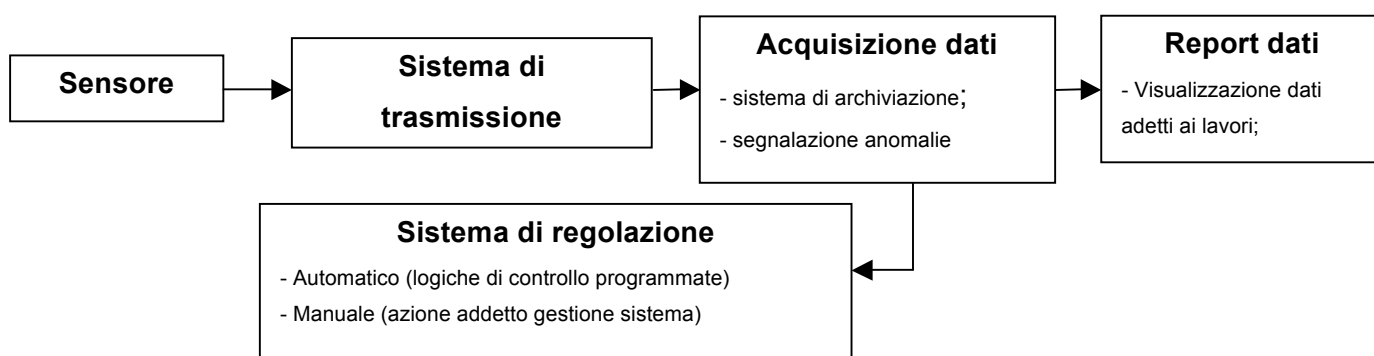 Sensore
Sistema di
trasmissione
Acquisizione dati
- sistema di archiviazione;
- segnalazione anomalie
Report dati
- Visualizzazione dati
adetti ai lavori;
Sistema di regolazione
- Automatico (logiche di controllo programmate)
- Manuale (azione addetto gestione sistema)